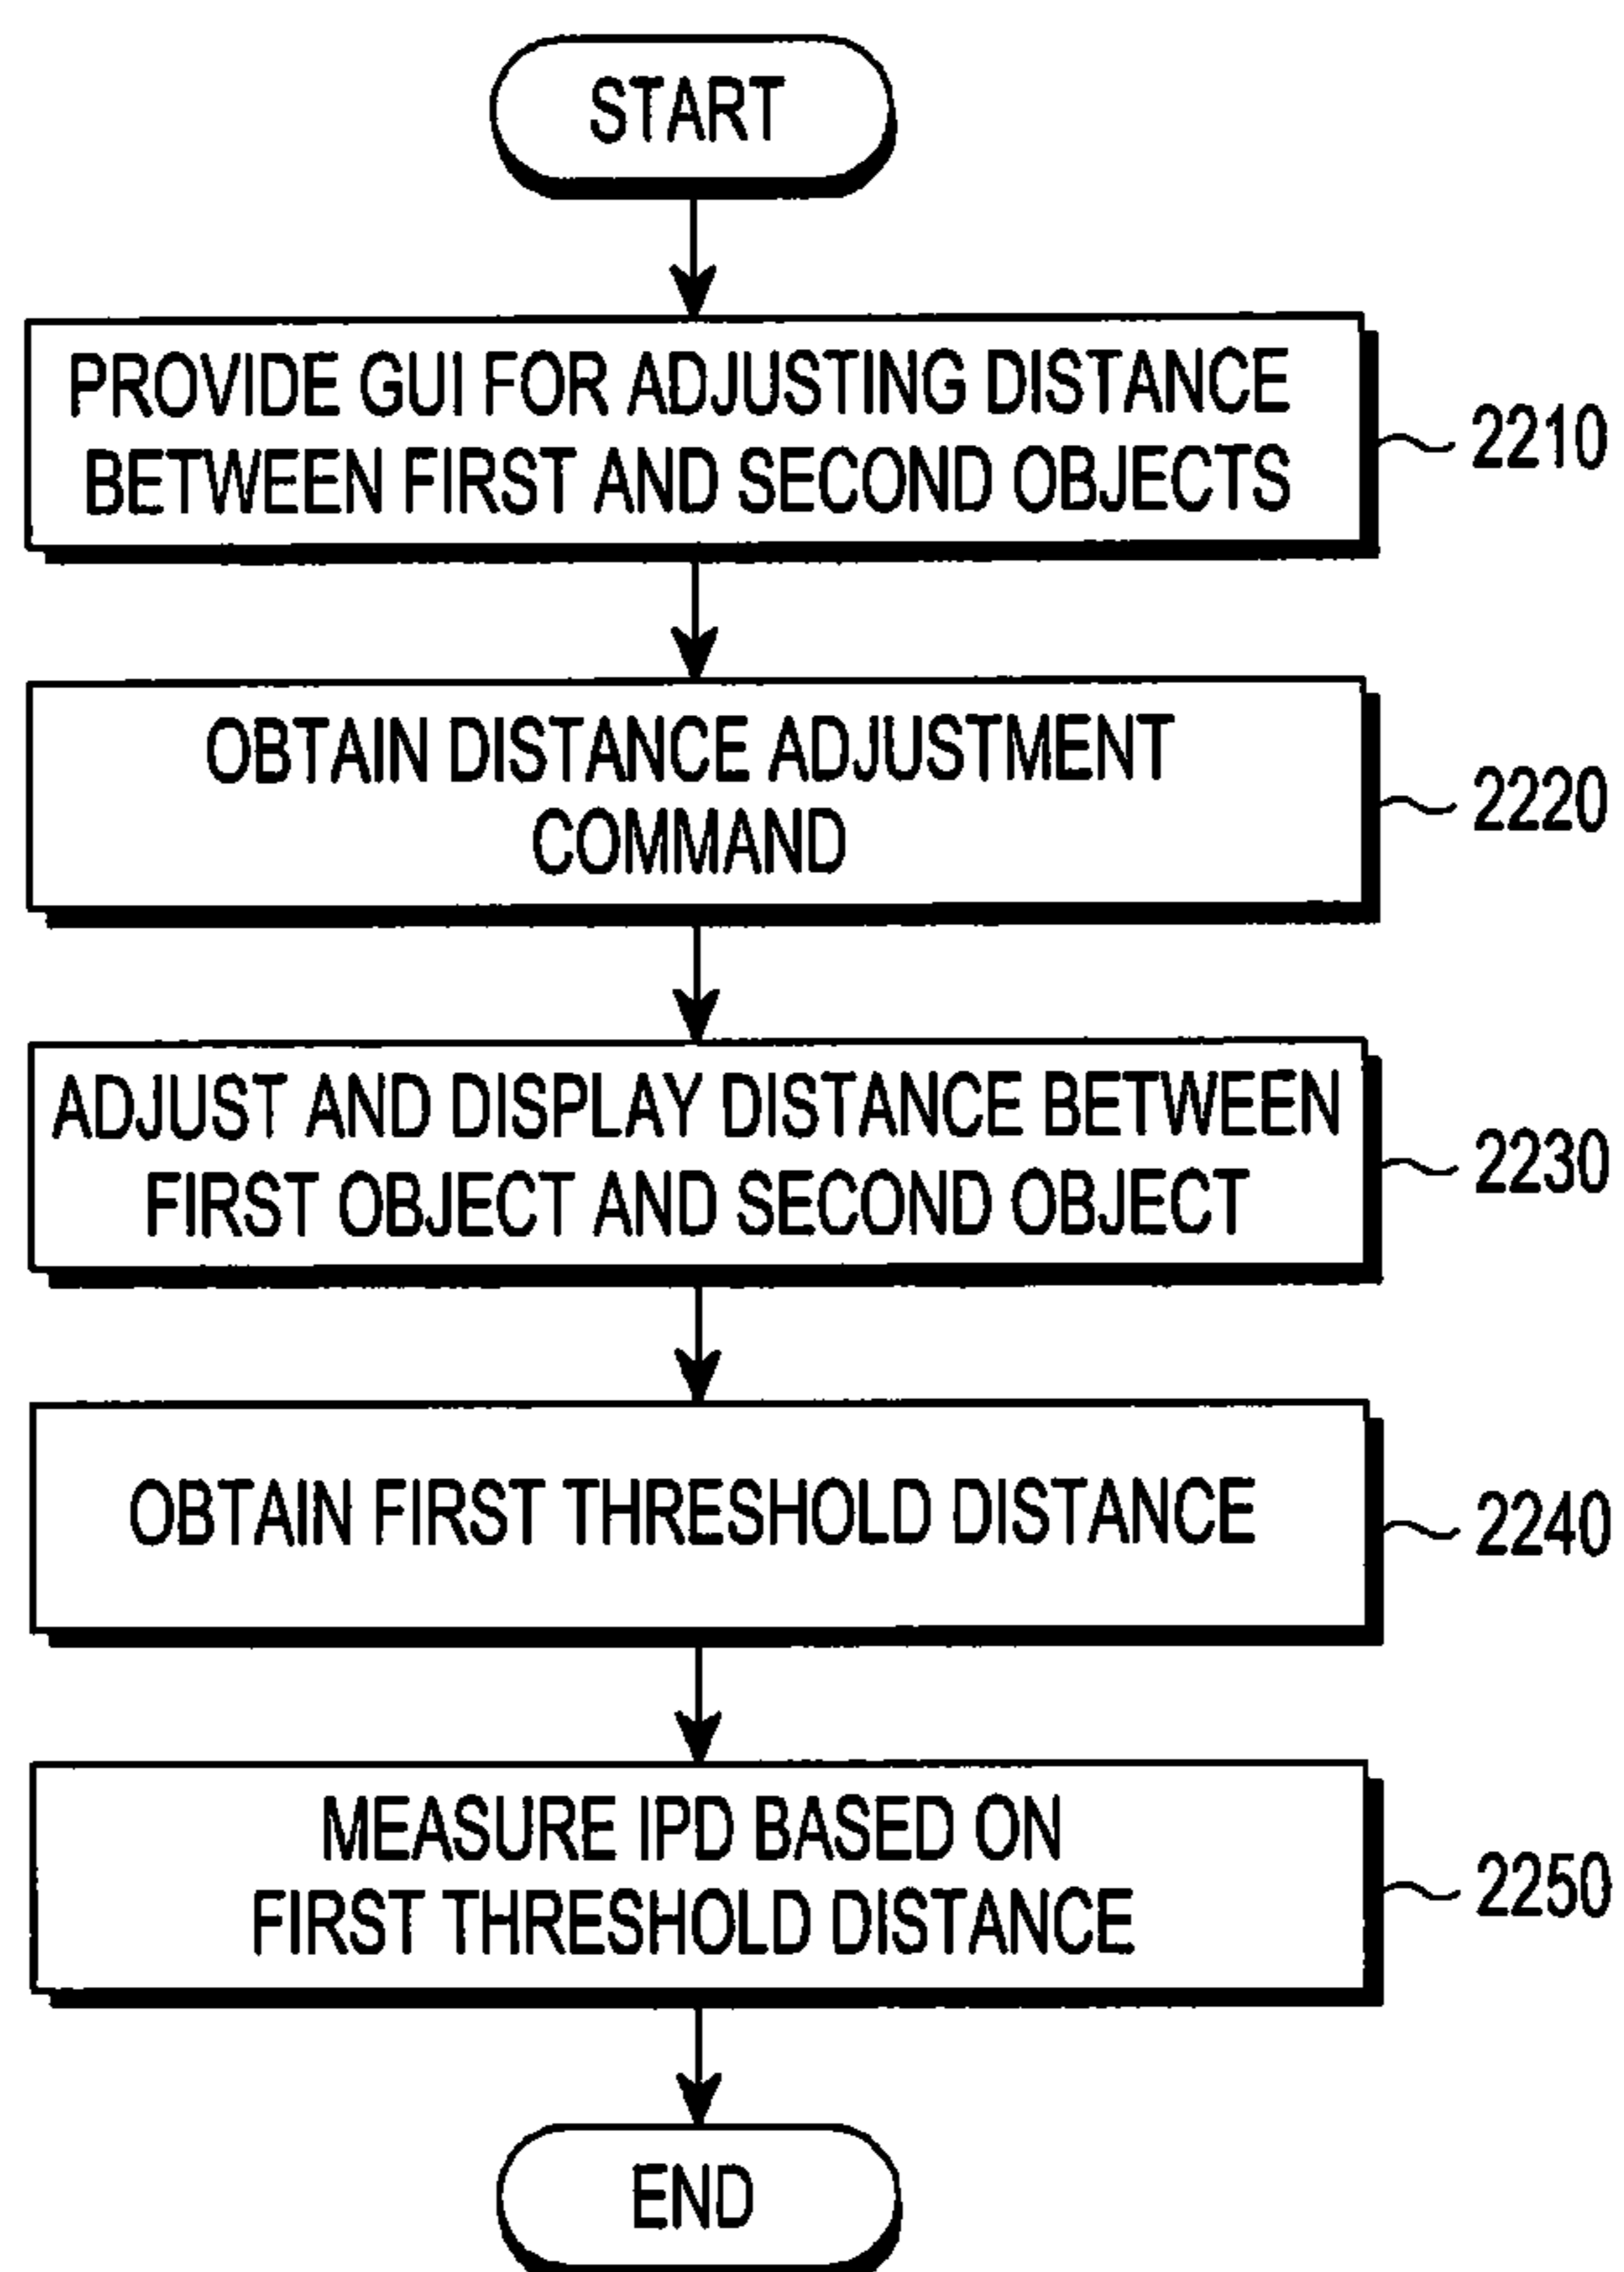 START
PROVIDE GUI FOR ADJUSTING DISTANCE
BETWEEN FIRST AND SECOND OBJECTS
2210
OBTAIN DISTANCE ADJUSTMENT
COMMAND
2220
ADJUST AND DISPLAY DISTANCE BETWEEN
FIRST OBJECT AND SECOND OBJECT
2230
OBTAIN FIRST THRESHOLD DISTANCE
2240
MEASURE IPD BASED ON
FIRST THRESHOLD DISTANCE
2250
END